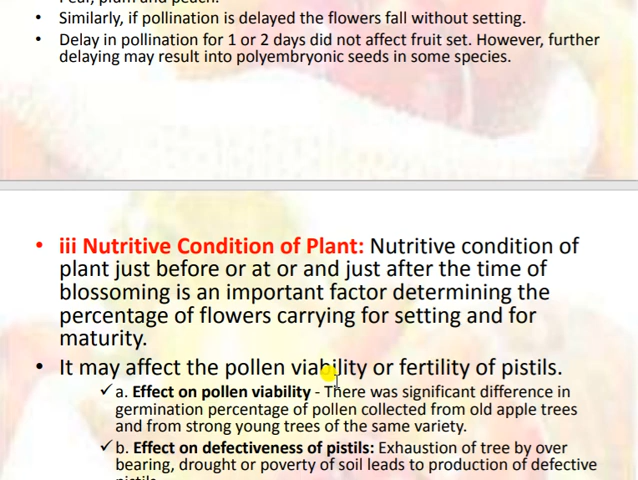 • Similarly, if pollination is delayed the flowers fall without setting.
• Delay in pollination for 1 or 2 days did not affect fruit set. However, further
delaying may result into polyembryonic seeds in some species.
• iii Nutritive Condition of Plant: Nutritive condition of
plant just before or at or and just after the time of
blossoming is an important factor determining the
percentage of flowers carrying for setting and for
maturity.
• It may affect the pollen viability or fertility of pistils.
✓ a. Effect on pollen viability - There was significant difference in
germination percentage of pollen collected from old apple trees
and from strong young trees of the same variety.
✓ b. Effect on defectiveness of pistils: Exhaustion of tree by over
bearing, drought or poverty of soil leads to production of defective